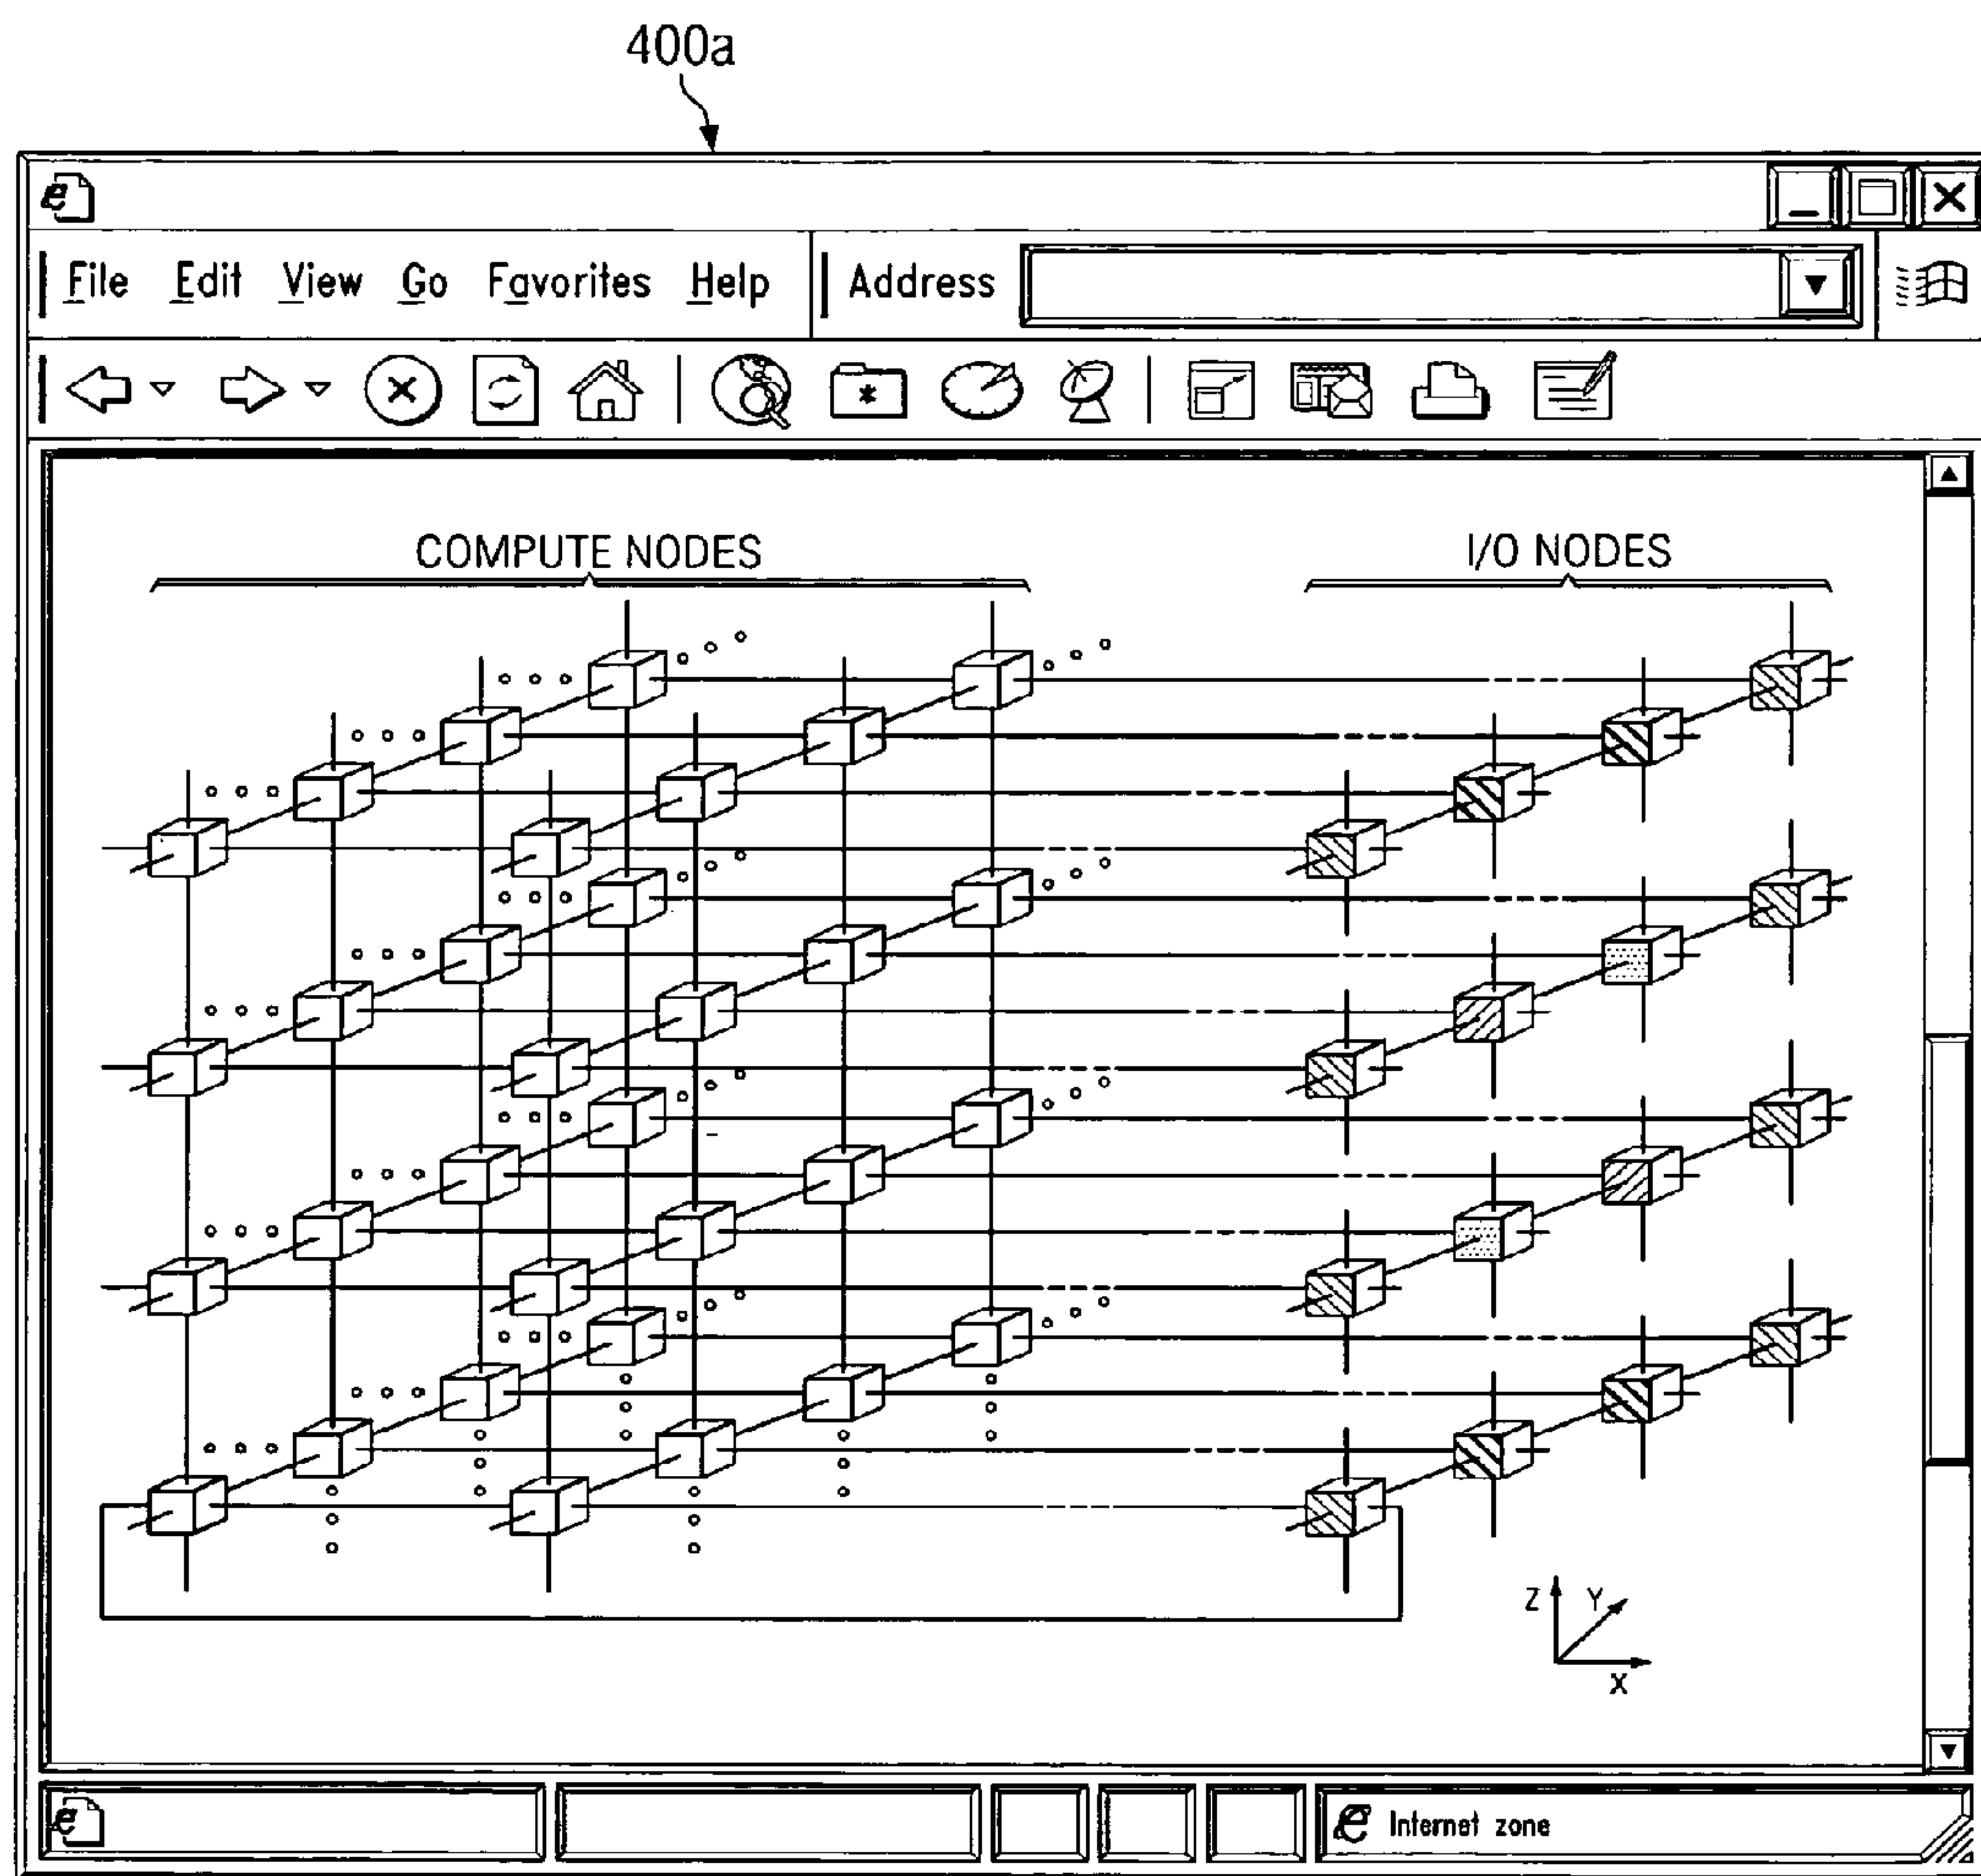 400a
File Edit View Go Favorites Help Address
COMPUTE NODES I/O NODES
Z Y
X
e Internet zone